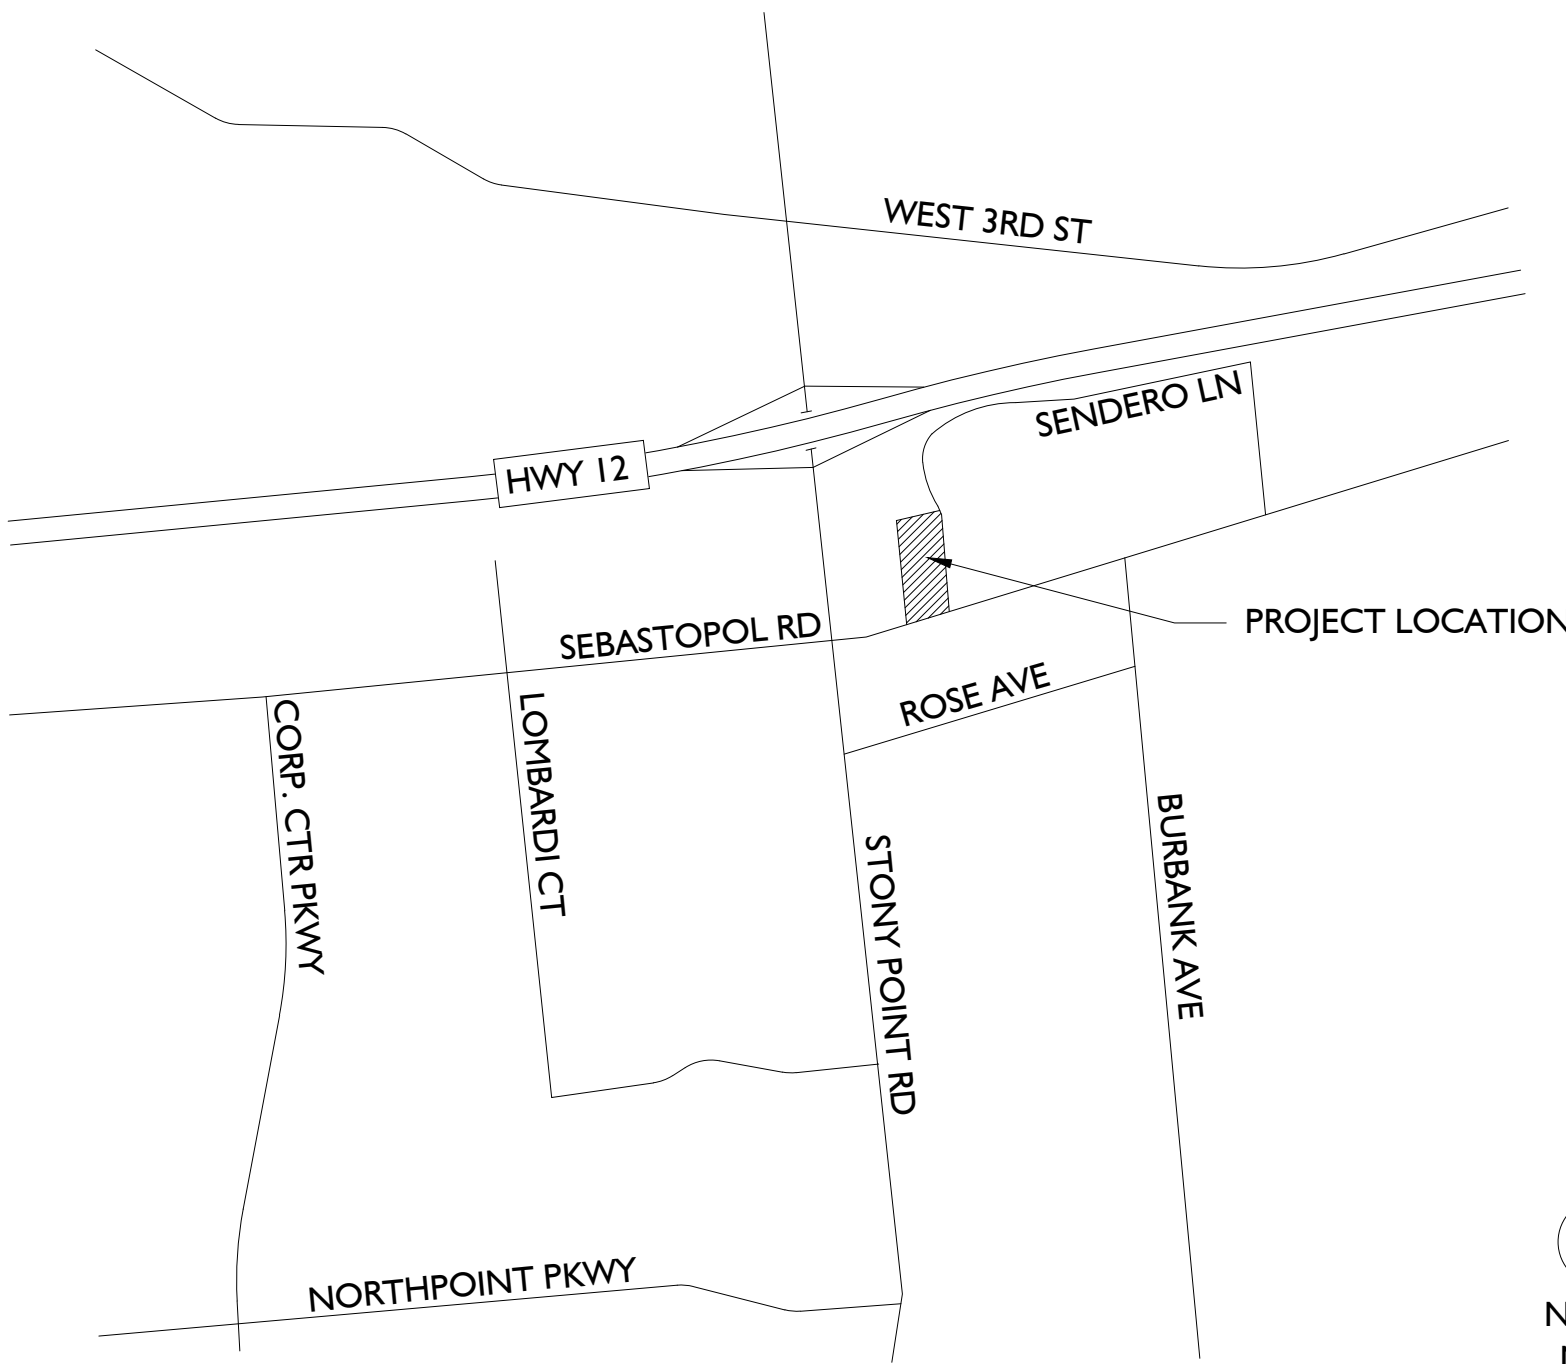 WEST 3RD ST
SENDERO LN
HWY 12
PROJECT LOCATION
SEBASTOPOL RD
ROSE AVE
CORP. CTR PKWY
LOMBARDI CT
STONY POINT RD
BURBANK AVE
NORTHPOINT PKWY